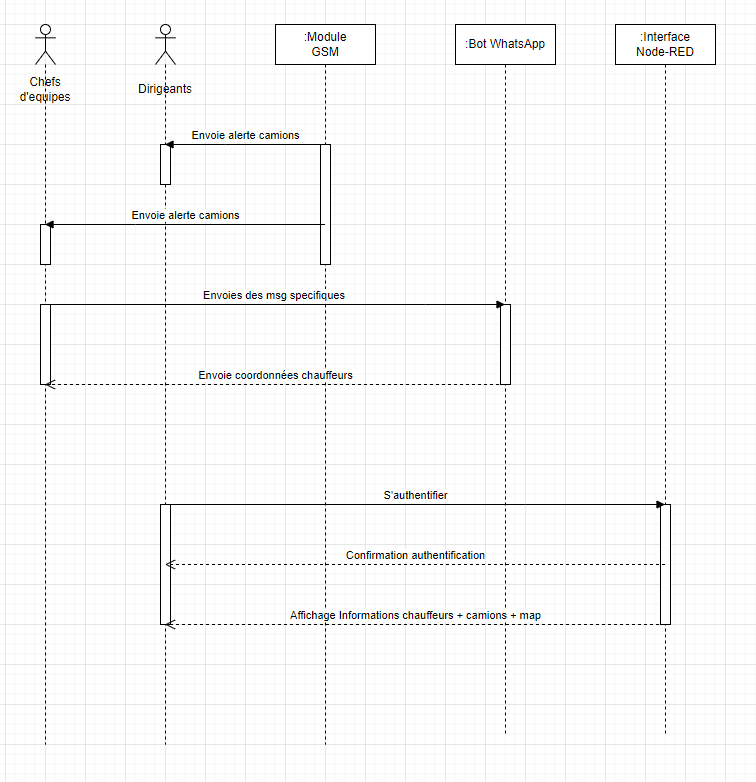 :Module
GSM
:Bot WhatsApp
:Interface
Node-RED
Chefs
d'equipes
Dirigeants
Envoie alerte camions
Envoie alerte camions
Envoies des msg specifiques
Envoie coordonnées chauffeurs
S'authentifier
Confirmation authentification
Affichage Informations chauffeurs + camions + map